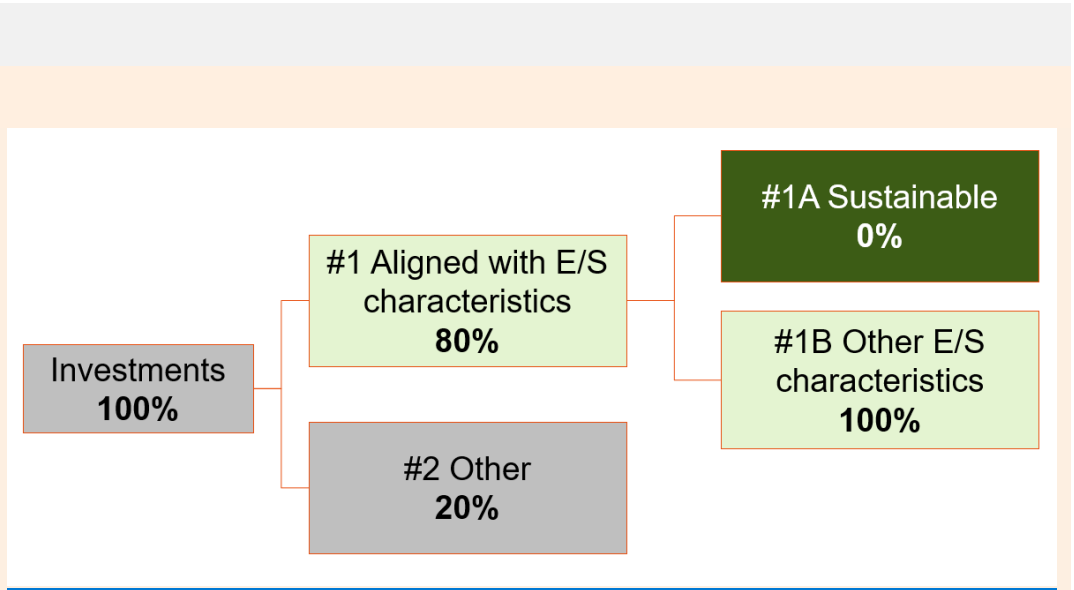 Investments
100%
#1 Aligned with E/S
characteristics
80%
#2 Other
20%
#1A Sustainable
0%
#1B Other E/S
characteristics
100%